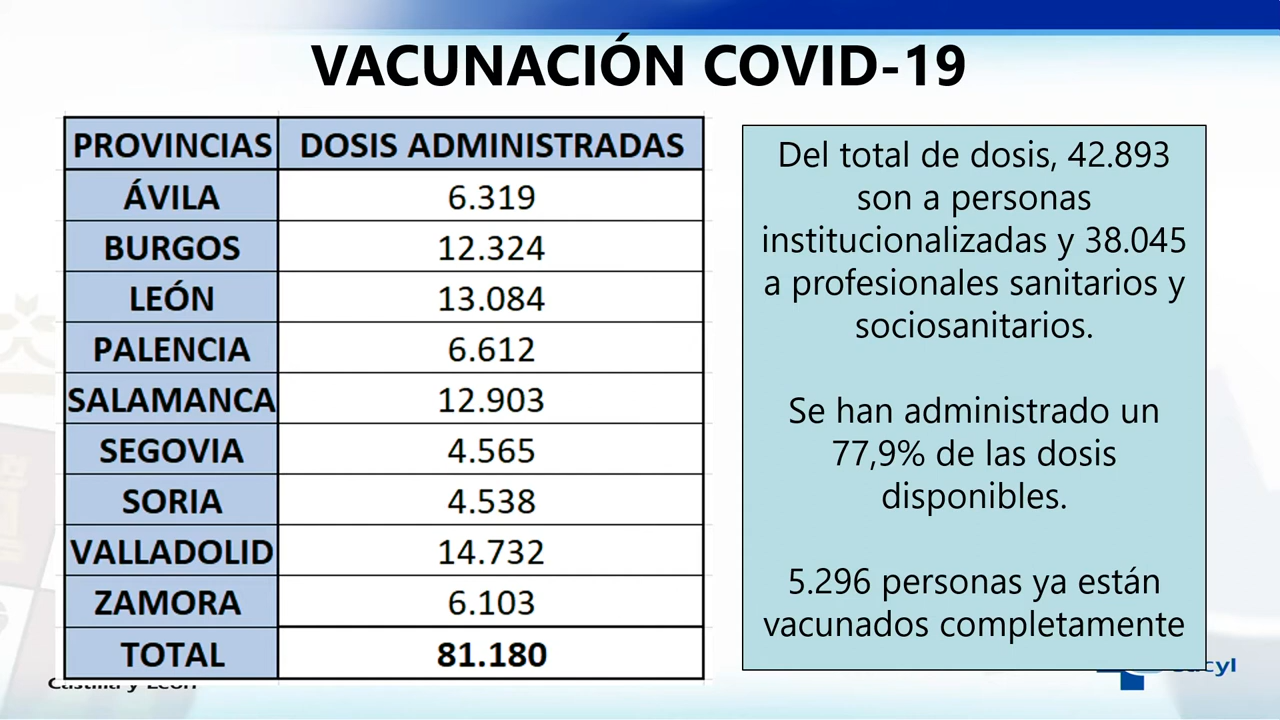 VACUNACIÓN COVID-19
PROVINCIAS DOSIS ADMINISTRADAS
ÁVILA 6.319
BURGOS 12.324
LEÓN 13.084
PALENCIA 6.612
SALAMANCA 12.903
SEGOVIA 4.565
SORIA 4.538
VALLADOLID 14.732
ZAMORA 6.103
TOTAL 81.180
Del total de dosis, 42.893
son a personas
institucionalizadas y 38.045
a profesionales sanitarios y
sociosanitarios.
Se han administrado un
77,9% de las dosis
disponibles.
5.296 personas ya están
vacunados completamente
Castilla y León
sacyl